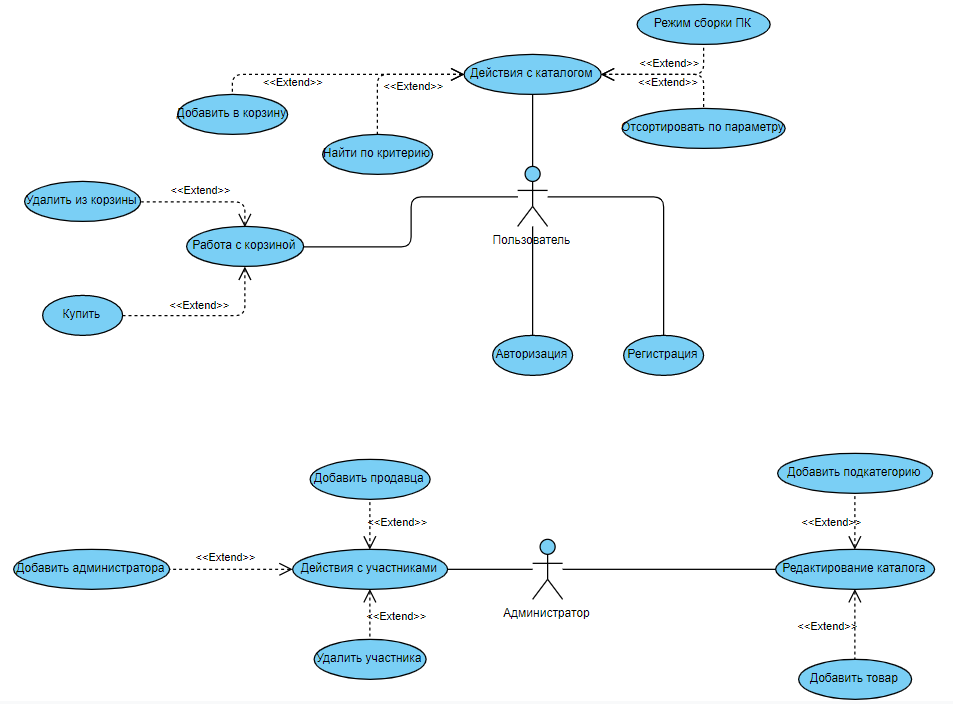 Режим сборки ПК
<<Extend>>
Действия с каталогом
<<Extend>>
<<Extend>>
<<Extend>>
Добавить в корзину
Отсортировать по параметру
Найти по критерию
<<Extend>>
Удалить из корзины
Пользователь
Работа с корзиной
<<Extend>>
Купить
Авторизация
Регистрация
Добавить подкатегорию
Добавить продавца
<<Extend>>
<<Extend>>
<<Extend>>
Добавить администратора
Действия с участниками
Редактирование каталога
Администратор
<<Extend>>
<<Extend>>
Удалить участника
Добавить товар